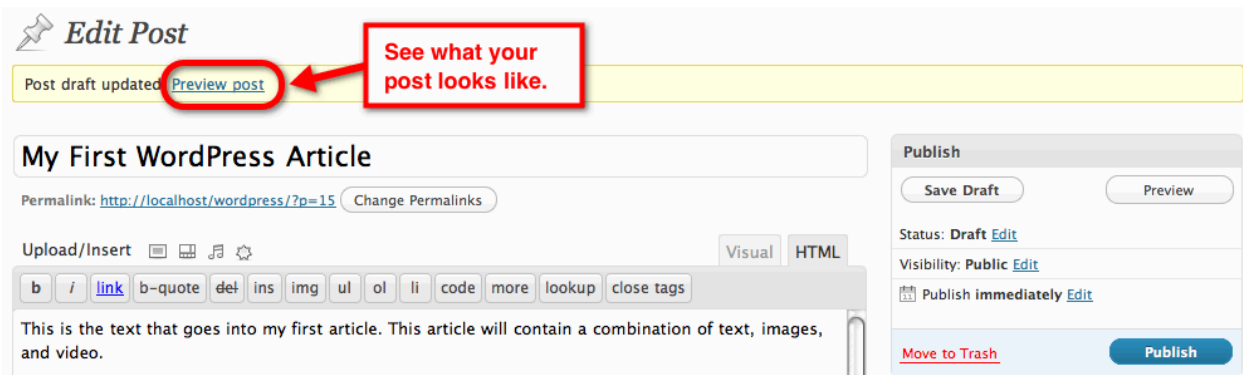 Edit Post
See what your
post looks like.
Post draft updated. Preview post
My First WordPress Article
Permalink: http://localhost/wordpress/?p=15 Change Permalinks
Upload/Insert
Visual HTML
b i link b-quote del ins img ul ol li code more lookup close tags
This is the text that goes into my first article. This article will contain a combination of text, images,
and video.
Publish
Save Draft Preview
Status: Draft Edit
Visibility: Public Edit
11 Publish immediately Edit
Move to Trash Publish